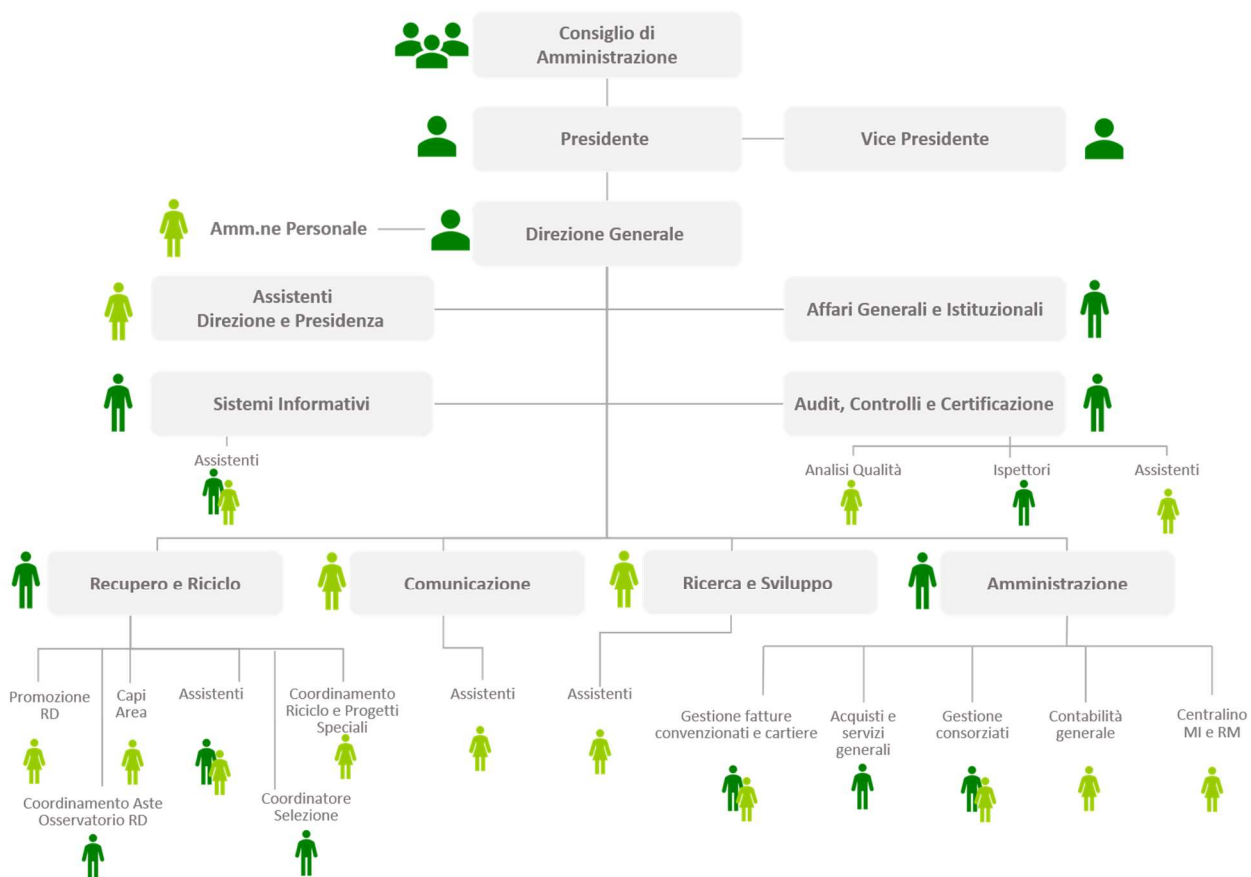 Consiglio di
Amministrazione
Presidente
Vice Presidente
Amm.ne Personale
Direzione Generale
Assistenti
Direzione e Presidenza
Affari Generali e Istituzionali
Sistemi Informativi
Audit, Controlli e Certificazione
Assistenti
Analisi Qualità
Ispettori
Assistenti
Recupero e Riciclo
Comunicazione
Ricerca e Sviluppo
Amministrazione
Promozione
RD
Capi
Area
Assistenti
Coordinamento
Riciclo e Progetti
Speciali
Assistenti
Assistenti
Gestione fatture
convenzionati e cartiere
Acquisti e
servizi
generali
Gestione
consorziati
Contabilità
generale
Centralino
MI e RM
Coordinamento Aste
Osservatorio RD
Coordinatore
Selezione